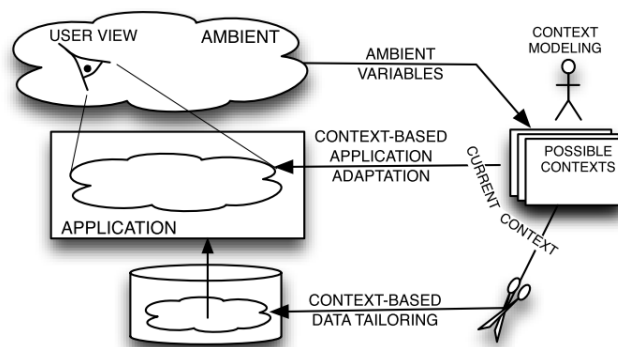 USER VIEW
AMBIENT
CONTEXT
MODELING
AMBIENT
VARIABLES
CONTEXT-BASED
APPLICATION
ADAPTATION
POSSIBLE
CONTEXTS
CURRENT CONTEXT
APPLICATION
CONTEXT-BASED
DATA TAILORING